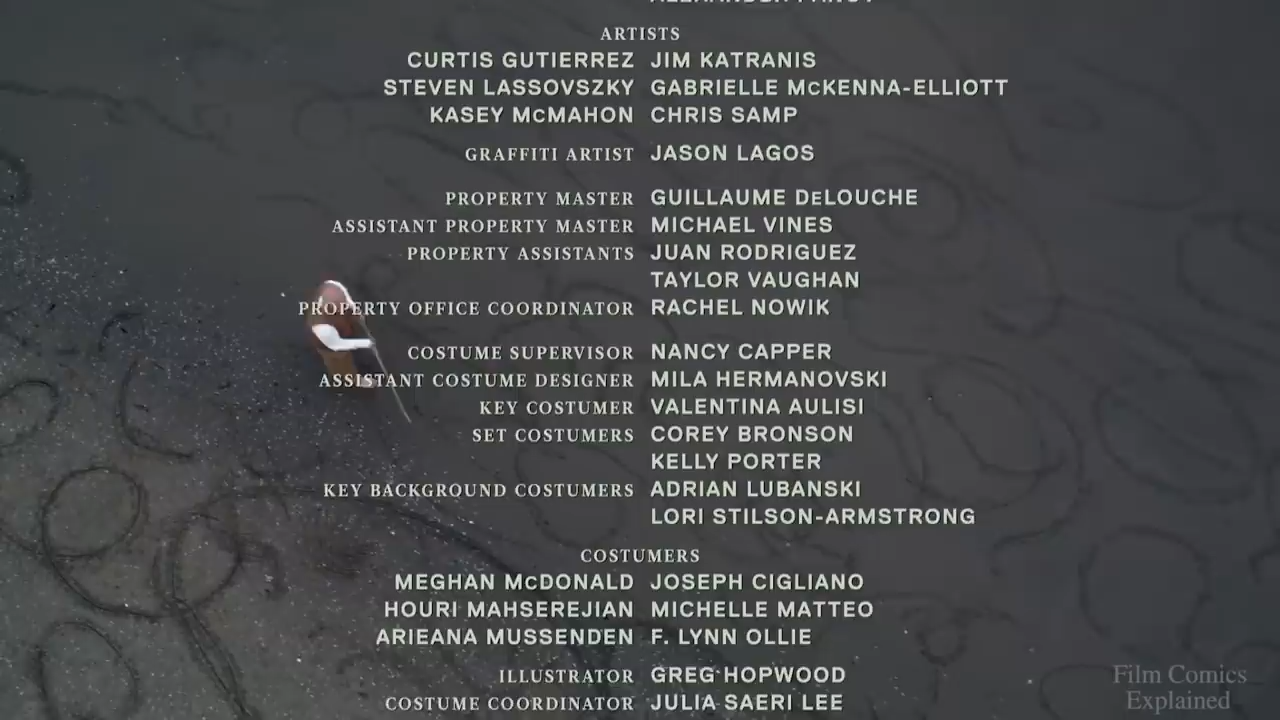 ARTISTS
CURTIS GUTIERREZ JIM KATRANIS
STEVEN LASSOVSZKY GABRIELLE McKENNA-ELLIOTT
KASEY McMAHON CHRIS SAMP
GRAFFITI ARTIST JASON LAGOS
PROPERTY MASTER GUILLAUME DeLOUCHE
ASSISTANT PROPERTY MASTER MICHAEL VINES
PROPERTY ASSISTANTS JUAN RODRIGUEZ
TAYLOR VAUGHAN
PROPERTY OFFICE COORDINATOR RACHEL NOWIK
COSTUME SUPERVISOR NANCY CAPPER
ASSISTANT COSTUME DESIGNER MILA HERMANOVSKI
KEY COSTUMER VALENTINA AULISI
SET COSTUMERS COREY BRONSON
KELLY PORTER
KEY BACKGROUND COSTUMERS ADRIAN LUBANSKI
LORI STILSON-ARMSTRONG
COSTUMERS
MEGHAN McDONALD JOSEPH CIGLIANO
HOURI MAHSEREJIAN MICHELLE MATTEO
ARIEANA MUSSENDEN F. LYNN OLLIE
ILLUSTRATOR GREG HOPWOOD
COSTUME COORDINATOR JULIA SAERI LEE
Film Comics
Explained